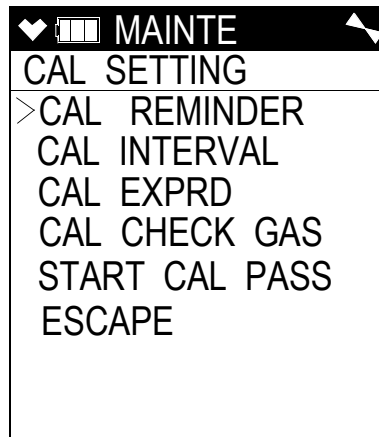 MAINTE
CAL SETTING
>CAL REMINDER
CAL INTERVAL
CAL EXPRD
CAL CHECK GAS
START CAL PASS
ESCAPE